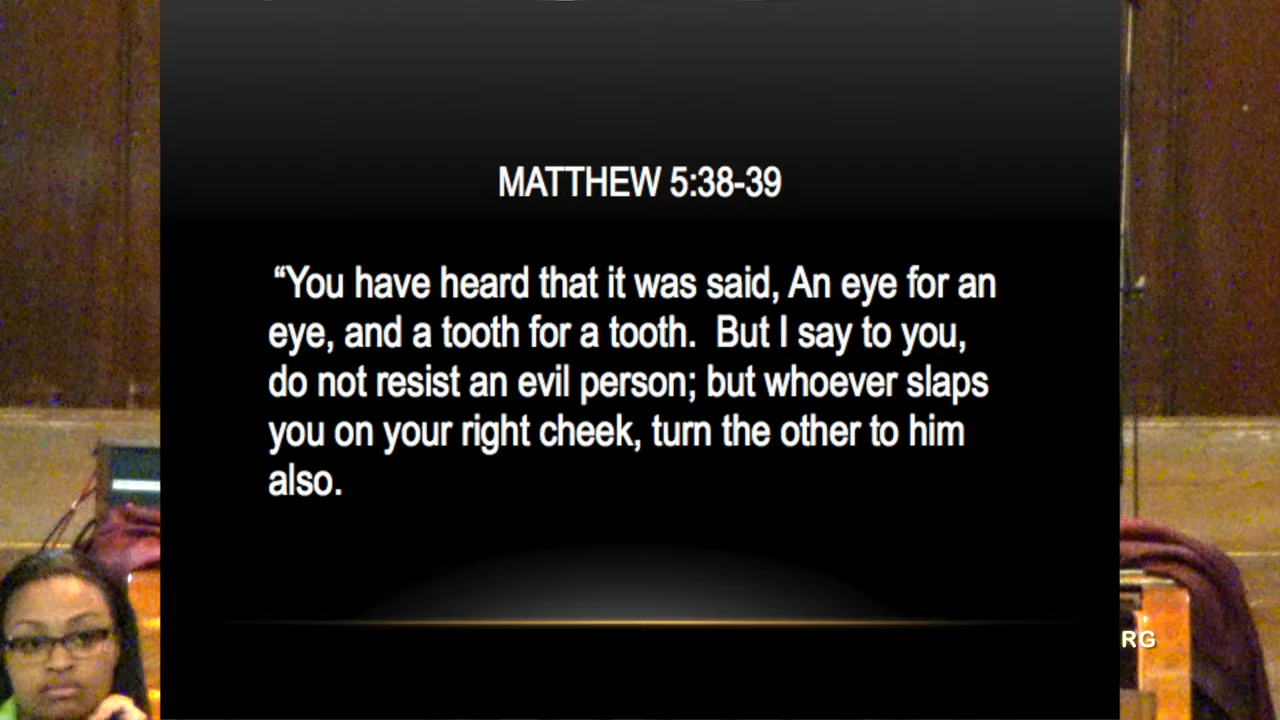 MATTHEW 5:38-39
“You have heard that it was said, An eye for an
eye, and a tooth for a tooth.  But I say to you,
do not resist an evil person; but whoever slaps
you on your right cheek, turn the other to him
also.
RG